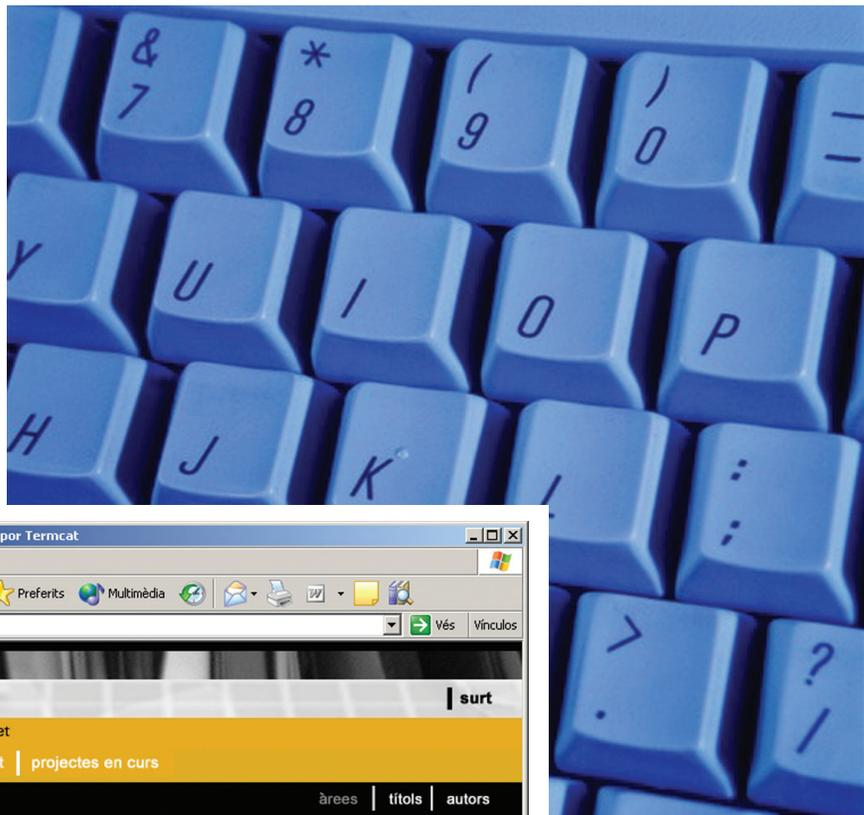 & * ( )
7 8 9 0
Y U I O P
H J K L :
;
> ?
. /
por Termcat
Preferits Multimèdia W
Vés Vínculos
surt
et
t projectes en curs
àrees títols autors